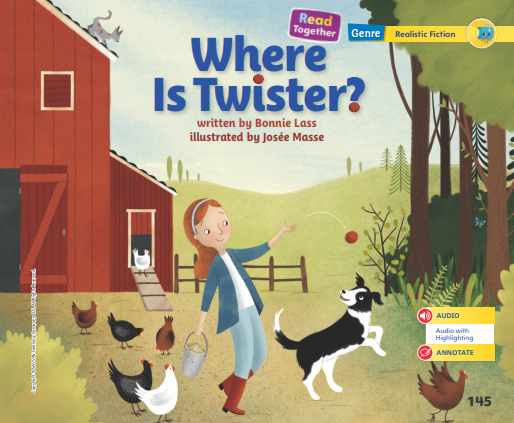 Read
Together
Genre
Realistic Fiction
Where
Is Twister?
written by Bonnie Lass
illustrated by Josée Masse
AUDIO
Audio with
Highlighting
ANNOTATE
145